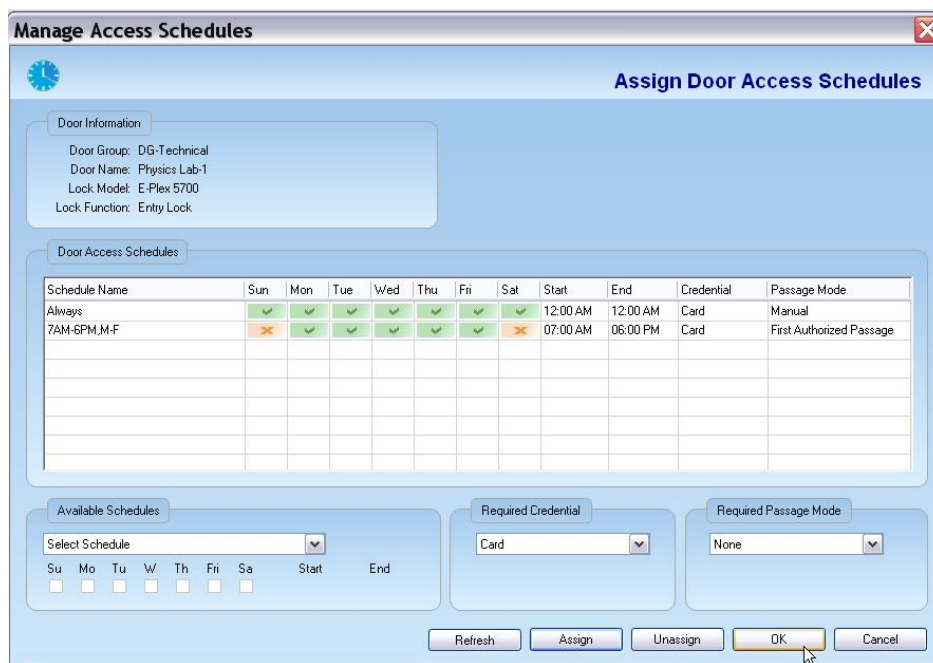 Manage Access Schedules
Assign Door Access Schedules
Door Information
Door Group: DG-Technical
Door Name: Physics Lab-1
Lock Model: E-Plex 5700
Lock Function: Entry Lock
Door Access Schedules
Schedule Name Sun Mon Tue Wed Thu Fri Sat Start End Credential Passage Mode
Always 12:00 AM 12:00 AM Card Manual
7AM-6PM,M-F 07:00 AM 06:00 PM Card First Authorized Passage
Available Schedules Required Credential Required Passage Mode
Select Schedule Card None
Su Mo Tu W Th Fri Sa Start End
Refresh Assign Unassign OK Cancel